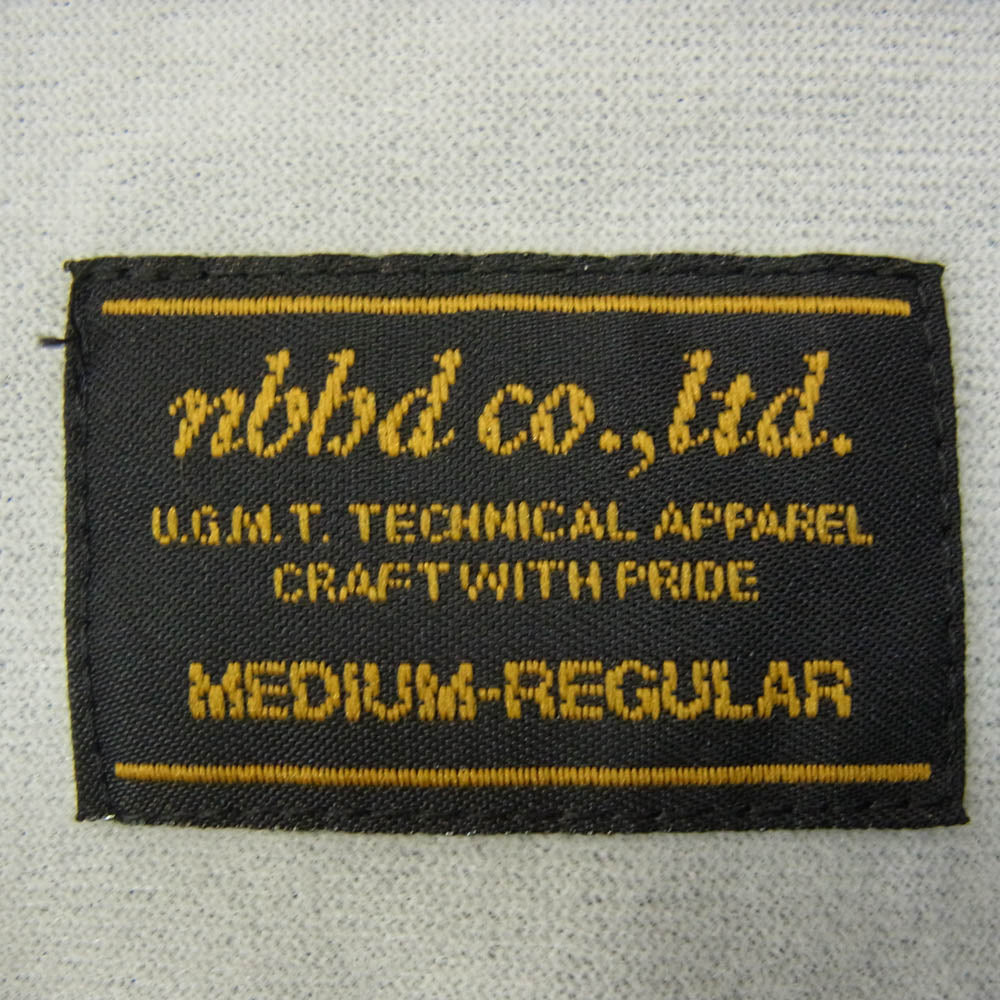 nbbd co.,ltd.
U.G.M.T. TECHNICAL APPAREL
CRAFT WITH PRIDE
MEDIUM-REGULAR